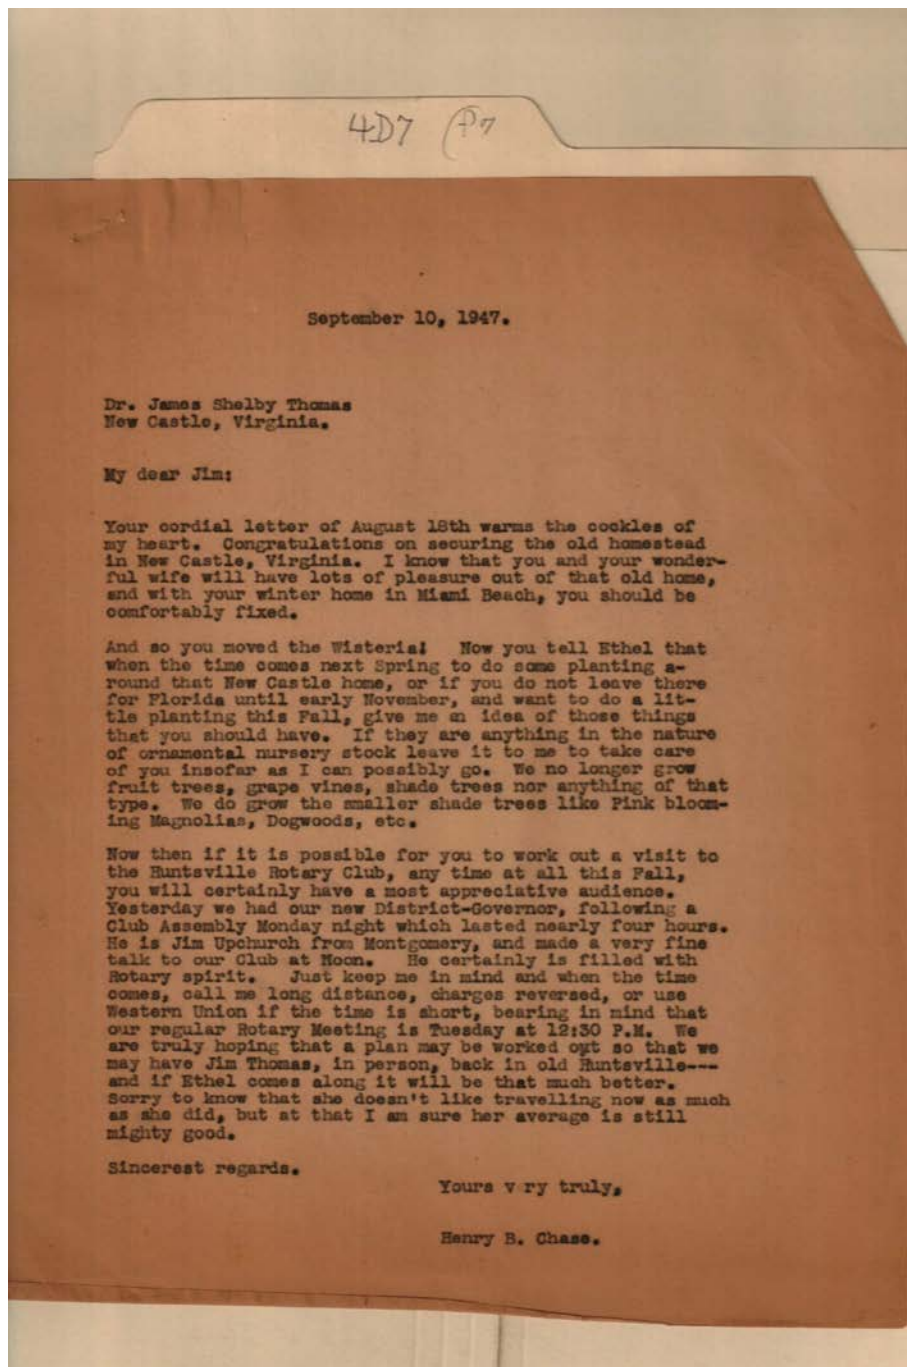 4D7 (P7
September 10, 1947.
Dr. James Shelby Thomas
New Castle, Virginia.
My dear Jim:
Your cordial letter of August 18th warms the cockles of
my heart. Congratulations on securing the old homestead
in New Castle, Virginia. I know that you and your wonder-
ful wife will have lots of pleasure out of that old home,
and with your winter home in Miami Beach, you should be
comfortably fixed.
And so you moved the Wisteria! Now you tell Ethel that
when the time comes next Spring to do some planting a-
round that New Castle home, or if you do not leave there
for Florida until early November, and want to do a lit-
tle planting this Fall, give me an idea of those things
that you should have. If they are anything in the nature
of ornamental nursery stock leave it to me to take care
of you insofar as I can possibly go. We no longer grow
fruit trees, grape vines, shade trees nor anything of that
type. We do grow the smaller shade trees like Pink bloom-
ing Magnolias, Dogwoods, etc.
Now then if it is possible for you to work out a visit to
the Huntsville Rotary Club, any time at all this Fall,
you will certainly have a most appreciative audience.
Yesterday we had our new District-Governor, following a
Club Assembly Monday night which lasted nearly four hours.
He is Jim Upchurch from Montgomery, and made a very fine
talk to our Club at Noon. He certainly is filled with
Rotary spirit. Just keep me in mind and when the time
comes, call me long distance, charges reversed, or use
Western Union if the time is short, bearing in mind that
our regular Rotary Meeting is Tuesday at 12:30 P.M. We
are truly hoping that a plan may be worked out so that we
may have Jim Thomas, in person, back in old Huntsville---
and if Ethel comes along it will be that much better.
Sorry to know that she doesn't like travelling now as much
as she did, but at that I am sure her average is still
mighty good.
Sincerest regards.
Yours v ry truly,
Henry B. Chase.